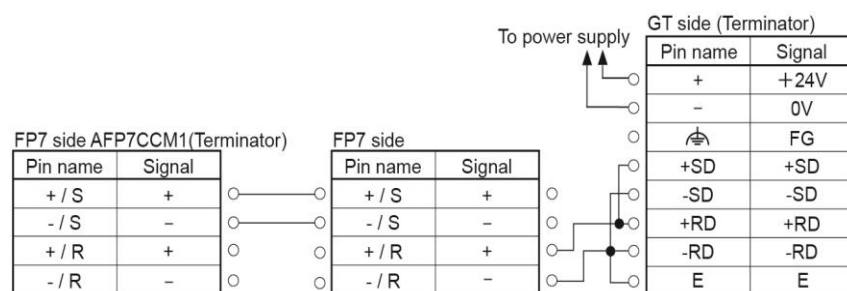 GT side (Terminator)
To power supply
Pin name Signal
+ +24V
− 0V
FG
FP7 side AFP7CCM1(Terminator) FP7 side
Pin name Signal Pin name Signal
+SD +SD
+ / S + + / S +
-SD -SD
- / S − - / S −
+RD +RD
+ / R + + / R +
-RD -RD
- / R − - / R −
E E